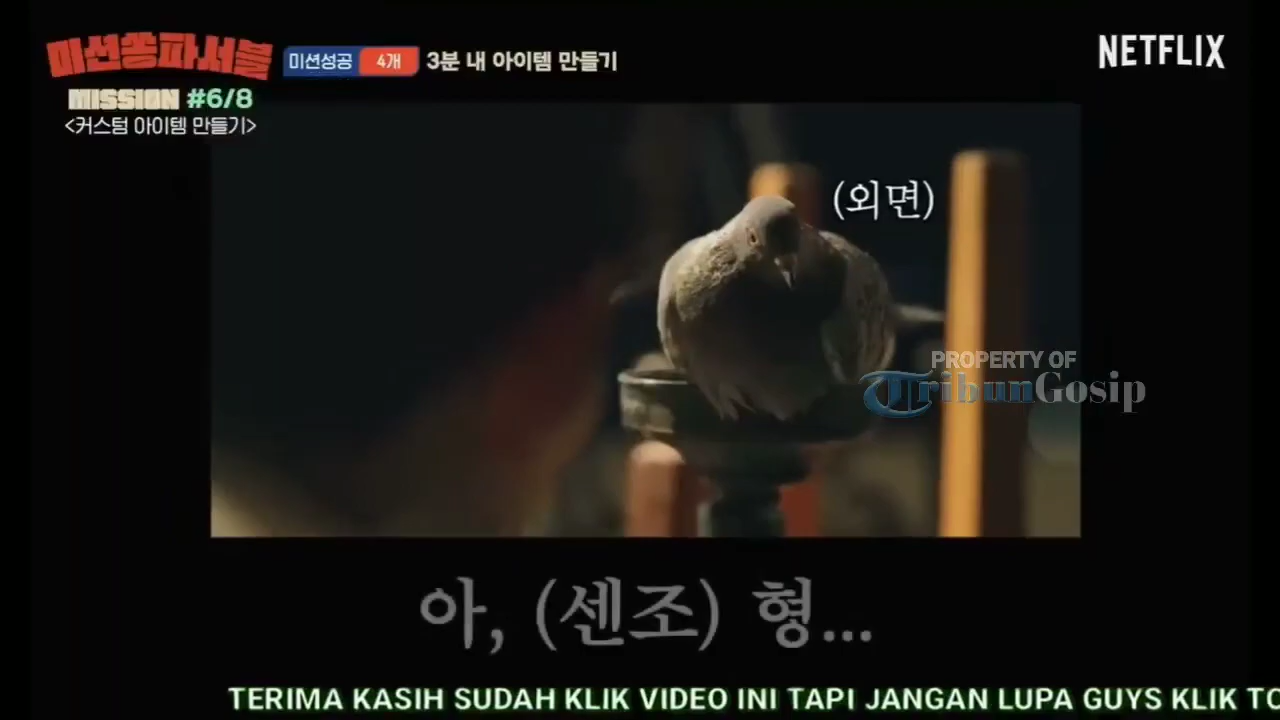 미션쏭파서블
미션성공 4개 3분 내 아이템 만들기
NETFLIX
MISSION #6/8
<커스텀 아이템 만들기>
(외면)
PROPERTY OF
TribunGosip
아, (센조) 형...
TERIMA KASIH SUDAH KLIK VIDEO INI TAPI JANGAN LUPA GUYS KLIK TO